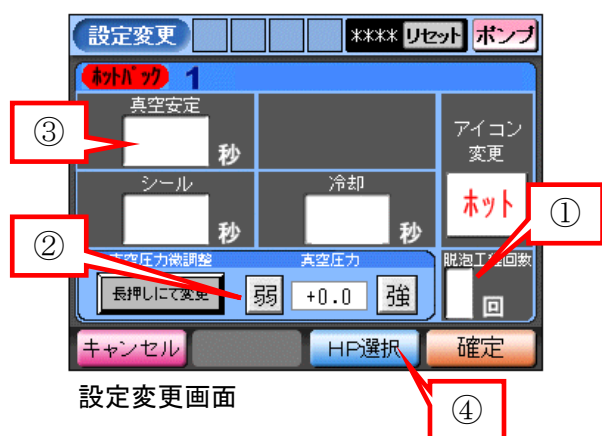 設定変更 **** リセット ポンプ
ホットパック 1
真空安定
③
秒
アイコン
変更
シール
秒
冷却
秒
ホット
①
②
真空圧力微調整
長押しにて変更
真空圧力
弱 +0.0 強
脱泡工程回数
回
キャンセル HP選択 確定
設定変更画面
④